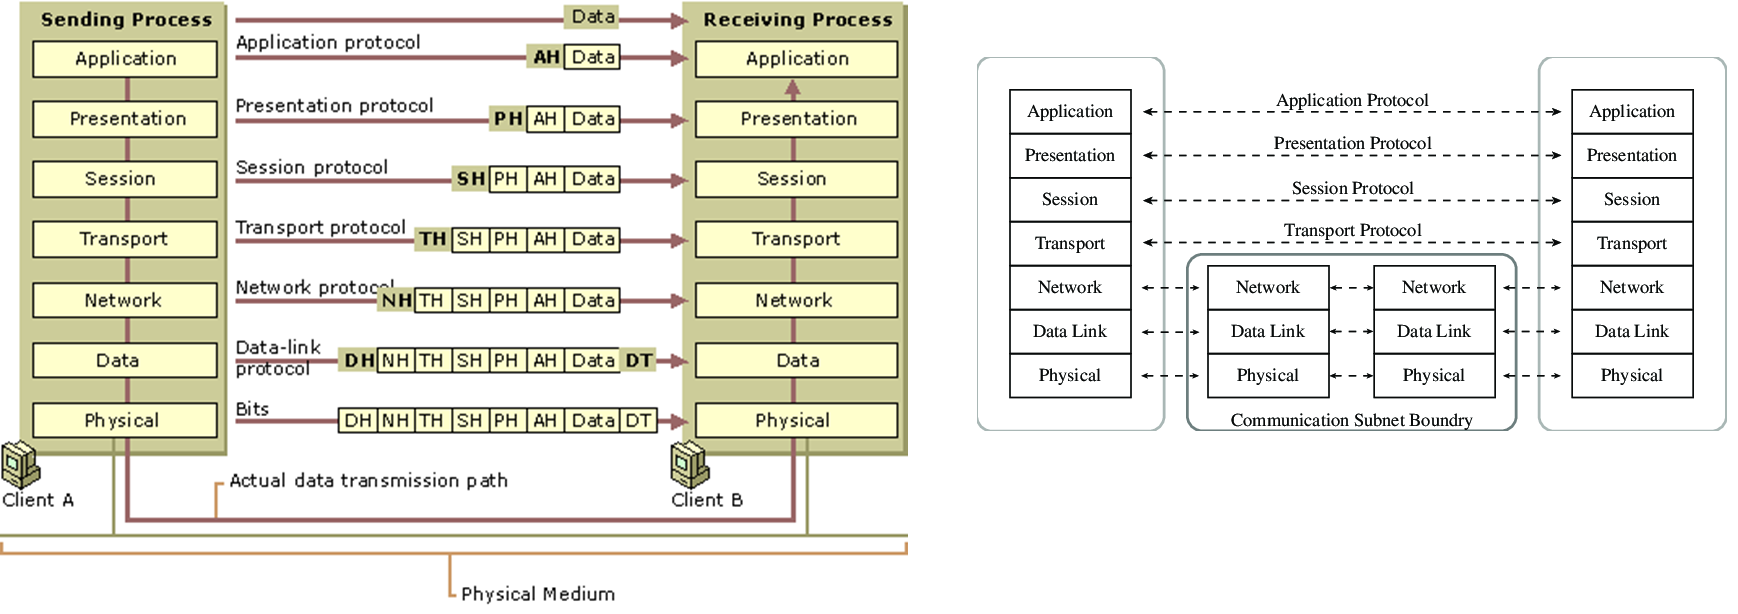 Sending Process
Data
Receiving Process
Application
Application protocol
AH Data
Application
Presentation
Presentation protocol
PH AH Data
Presentation
Session
Session protocol
SH PH AH Data
Session
Transport
Transport protocol
TH SH PH AH Data
Transport
Network
Network protocol
NH TH SH PH AH Data
Network
Data
Data-link
protocol
DH NH TH SH PH AH Data DT
Data
Physical
Bits
DH NH TH SH PH AH Data DT
Physical
Client A
Actual data transmission path
Client B
Physical Medium
Application
Application Protocol
Application
Presentation
Presentation Protocol
Presentation
Session
Session Protocol
Session
Transport
Transport Protocol
Transport
Network
Network
Network
Network
Data Link
Data Link
Data Link
Data Link
Physical
Physical
Physical
Physical
Communication Subnet Boundry